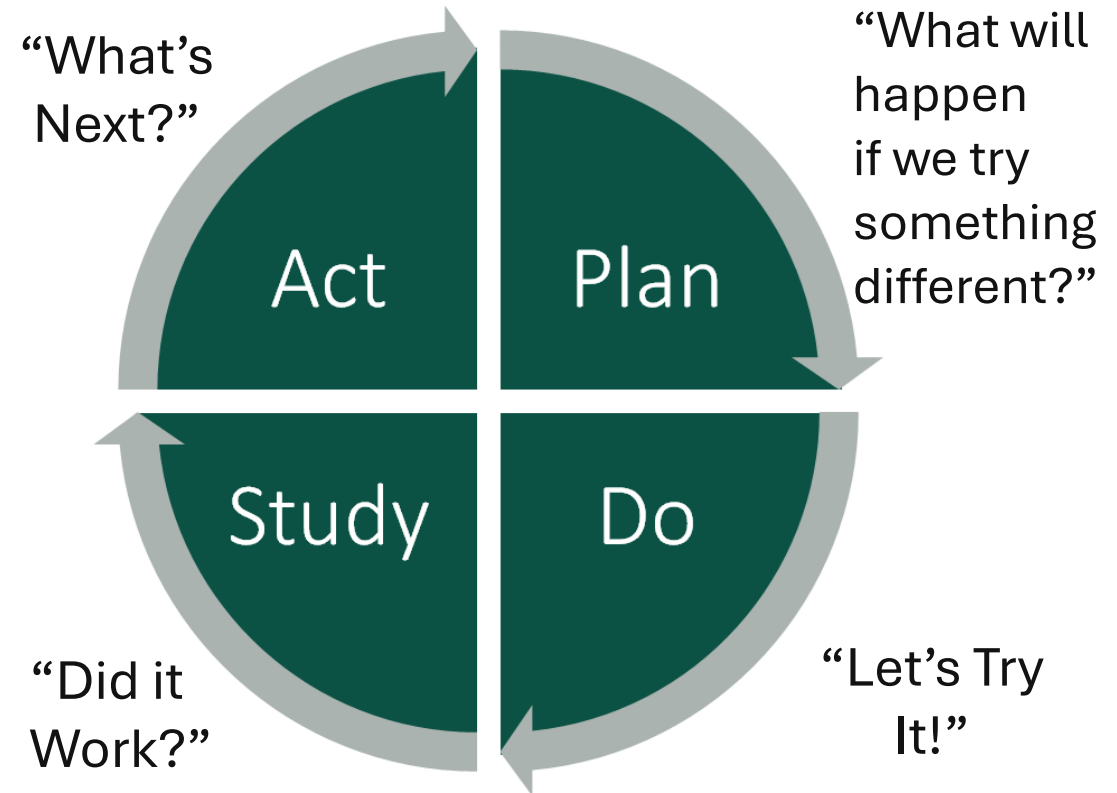 “What’s
Next?”
“What will
happen
if we try
something
different?”
Act
Plan
Study
Do
“Did it
Work?”
“Let’s Try
It!”